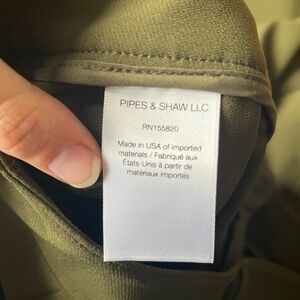 PIPES & SHAW LLC
RN155820
Made in USA of imported
materials / Fabriqué aux
États-Unis à partir de
matériaux importés.